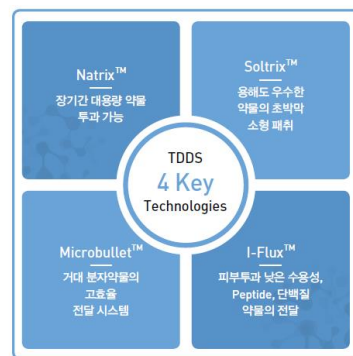 Natrix™
장기간 대용량 약물
투과 가능
Soltrix™
용해도 우수한
약물의 초박막
소형 패취
TDDS
4 Key
Technologies
Microbullet™
거대 분자약물의
고효율
전달 시스템
I-Flux™
피부투과 낮은 수용성,
Peptide, 단백질
약물의 전달